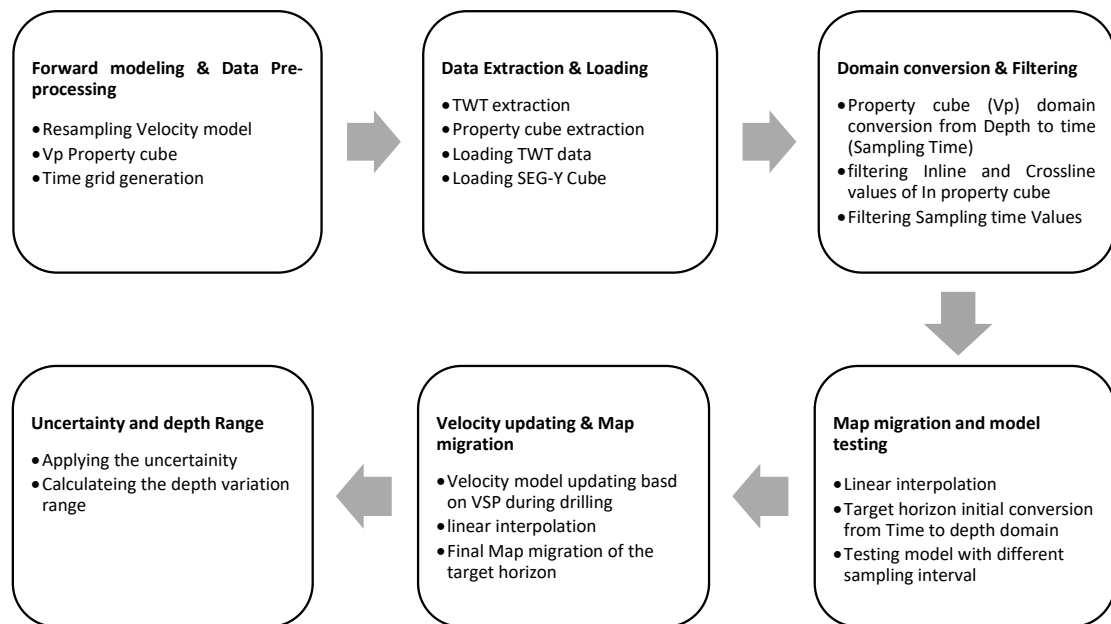 Forward modeling & Data Pre-
processing
•Resampling Velocity model
•Vp Property cube
•Time grid generation
Data Extraction & Loading
•TWT extraction
•Property cube extraction
•Loading TWT data
•Loading SEG-Y Cube
Domain conversion & Filtering
•Property cube (Vp) domain
conversion from Depth to time
(Sampling Time)
•filtering Inline and Crossline
values of In property cube
•Filtering Sampling time Values
Map migration and model
testing
•Linear interpolation
•Target horizon initial conversion
from Time to depth domain
•Testing model with different
sampling interval
Velocity updating & Map
migration
•Velocity model updating basd
on VSP during drilling
•linear interpolation
•Final Map migration of the
target horizon
Uncertainty and depth Range
•Applying the uncertainity
•Calculateing the depth variation
range